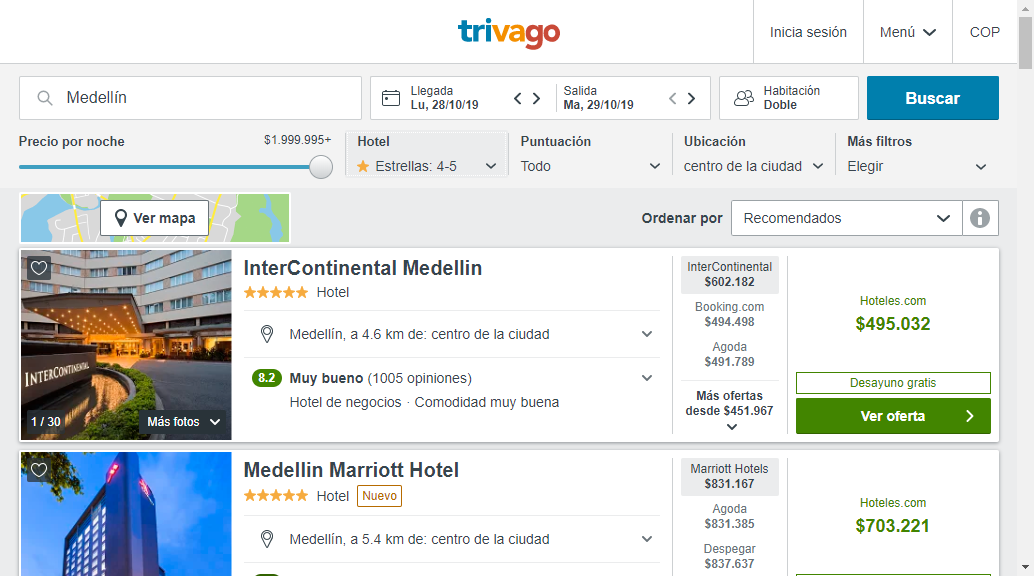 trivago
Inicia sesión
Menú
COP
Medellín
Llegada
Lu, 28/10/19
Salida
Ma, 29/10/19
Habitación
Doble
Buscar
Precio por noche
$1.999.995+
Hotel
Estrellas: 4-5
Puntuación
Todo
Ubicación
centro de la ciudad
Más filtros
Elegir
Ver mapa
Ordenar por
Recomendados
INTERCONTINENTAL
1 / 30
Más fotos
InterContinental Medellin
Hotel
Medellín, a 4.6 km de: centro de la ciudad
8.2 Muy bueno (1005 opiniones)
Hotel de negocios · Comodidad muy buena
InterContinental
$602.182
Booking.com
$494.498
Agoda
$491.789
Más ofertas
desde $451.967
Hoteles.com
$495.032
Desayuno gratis
Ver oferta
Medellin Marriott Hotel
Hotel Nuevo
Medellín, a 5.4 km de: centro de la ciudad
Marriott Hotels
$831.167
Agoda
$831.385
Despegar
$837.637
Hoteles.com
$703.221